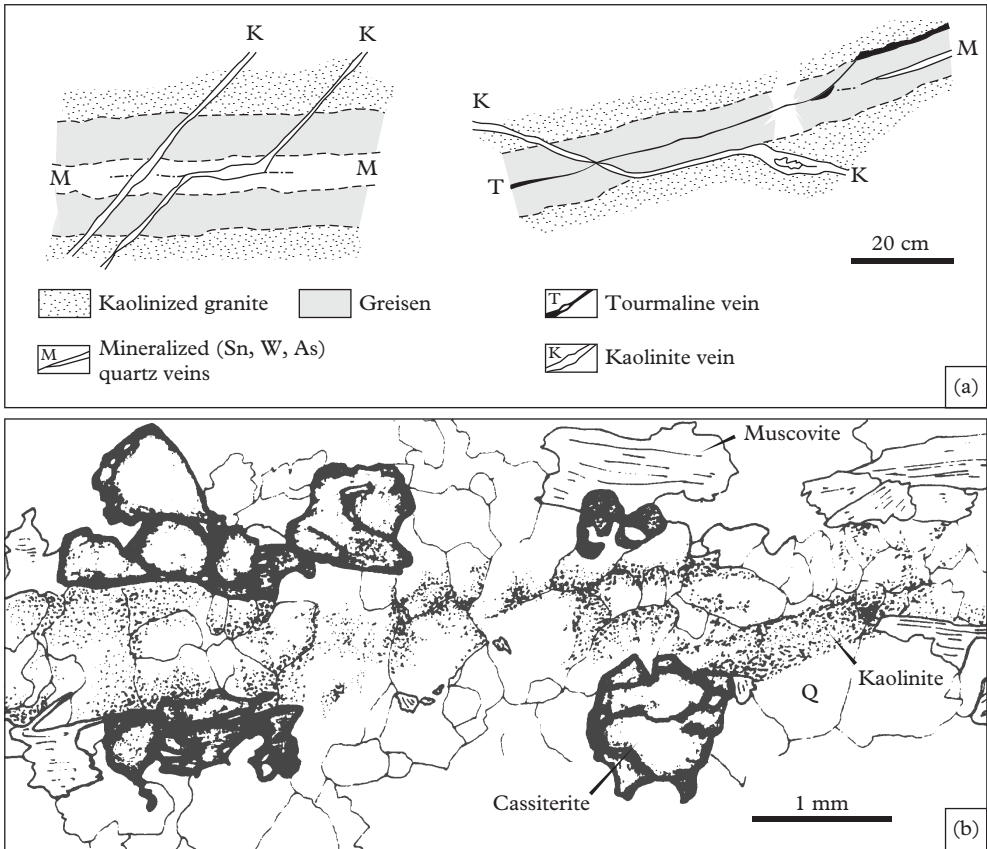 K
K
M
M
K
M
T
K
20 cm
Kaolinized granite
Greisen
T
Tourmaline vein
M
Mineralized (Sn, W, As)
quartz veins
K
Kaolinite vein
(a)
Muscovite
Kaolinite
Q
Cassiterite
1 mm
(b)